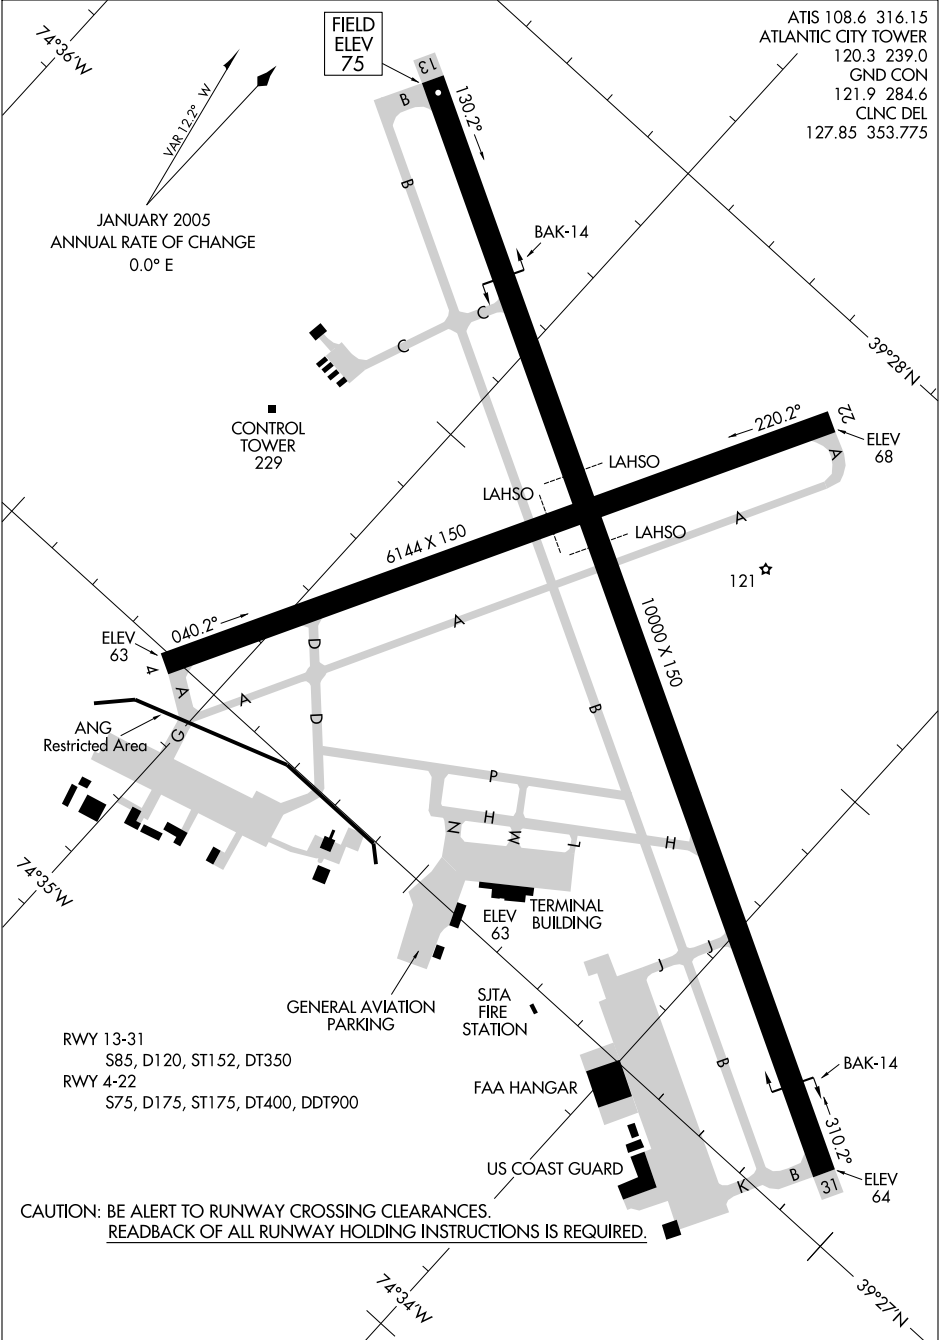 FIELD
ELEV
75
ATIS 108.6 316.15
ATLANTIC CITY TOWER
120.3 239.0
GND CON
121.9 284.6
CLNC DEL
127.85 353.775
74°36'W
VAR 12.2° W
JANUARY 2005
ANNUAL RATE OF CHANGE
0.0° E
13
B
130.2°
B
BAK-14
C
C
39°28'N
CONTROL
TOWER
229
220.2°
22
ELEV
68
A
LAHSO
LAHSO
LAHSO
A
6144 X 150
121
10000 X 150
040.2°
ELEV
63
4
A
D
A
A
D
G
B
ANG
Restricted Area
P
H
N
W
L
H
74°35'W
TERMINAL
BUILDING
ELEV
63
J
J
GENERAL AVIATION
PARKING
SJTA
FIRE
STATION
RWY 13-31
S85, D120, ST152, DT350
RWY 4-22
S75, D175, ST175, DT400, DDT900
FAA HANGAR
B
BAK-14
310.2°
US COAST GUARD
K
B
31
ELEV
64
CAUTION: BE ALERT TO RUNWAY CROSSING CLEARANCES.
READBACK OF ALL RUNWAY HOLDING INSTRUCTIONS IS REQUIRED.
74°34'W
39°27'N